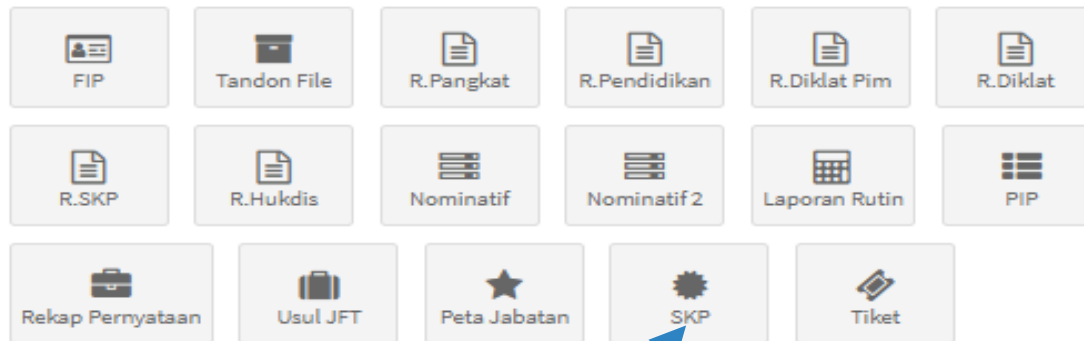 FIP
Tandon File
R.Pangkat
R.Pendidikan
R.Diklat Pim
R.Diklat
R.SKP
R.Hukdis
Nominatif
Nominatif 2
Laporan Rutin
PIP
Rekap Pernyataan
Usul JFT
Peta Jabatan
SKP
Tiket